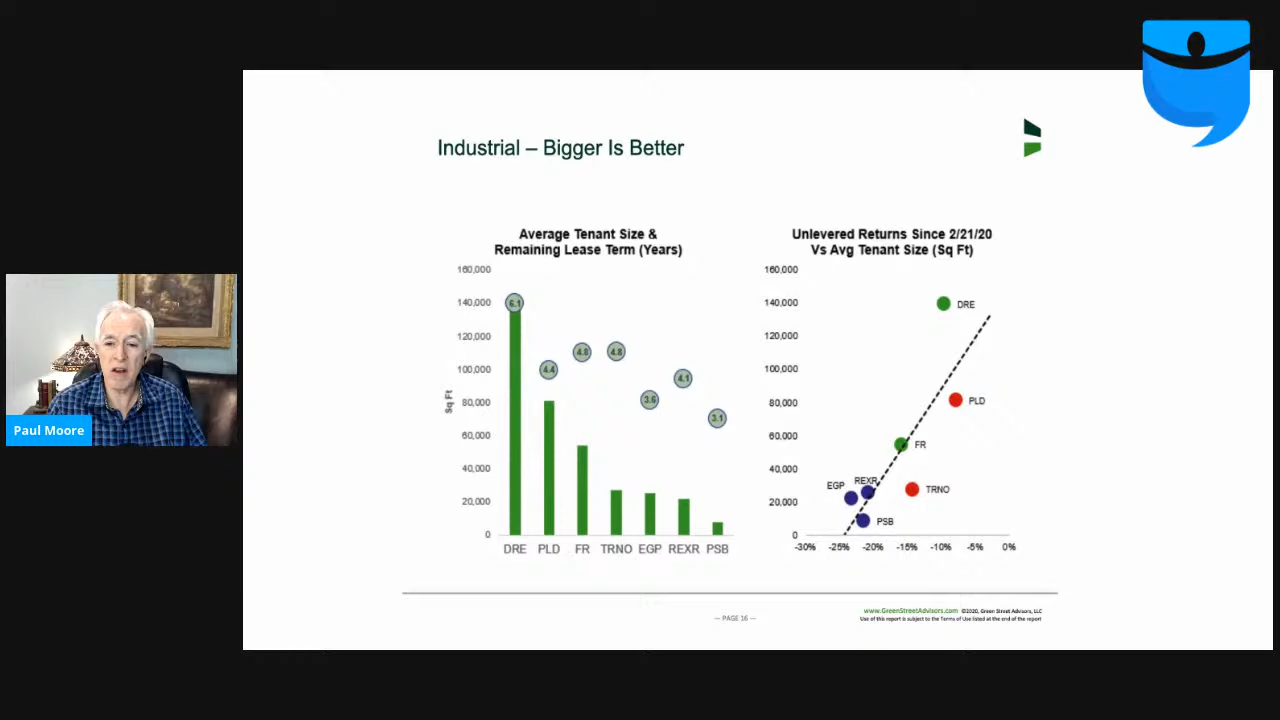 Industrial – Bigger Is Better
Average Tenant Size &
Remaining Lease Term (Years)
160,000
140,000
120,000
100,000
80,000
60,000
40,000
20,000
0
Sq Ft
6.1
4.4
4.8
4.8
3.6
4.1
3.1
DRE PLD FR TRNO EGP REXR PSB
Unlevered Returns Since 2/21/20
Vs Avg Tenant Size (Sq Ft)
160,000
140,000
120,000
100,000
80,000
60,000
40,000
20,000
0
DRE
PLD
FR
REXR
EGP
TRNO
PSB
-30% -25% -20% -15% -10% -5% 0%
Paul Moore
— PAGE 16 —
www.GreenStreetAdvisors.com ©2020, Green Street Advisors, LLC
Use of this report is subject to the Terms of Use listed at the end of the report